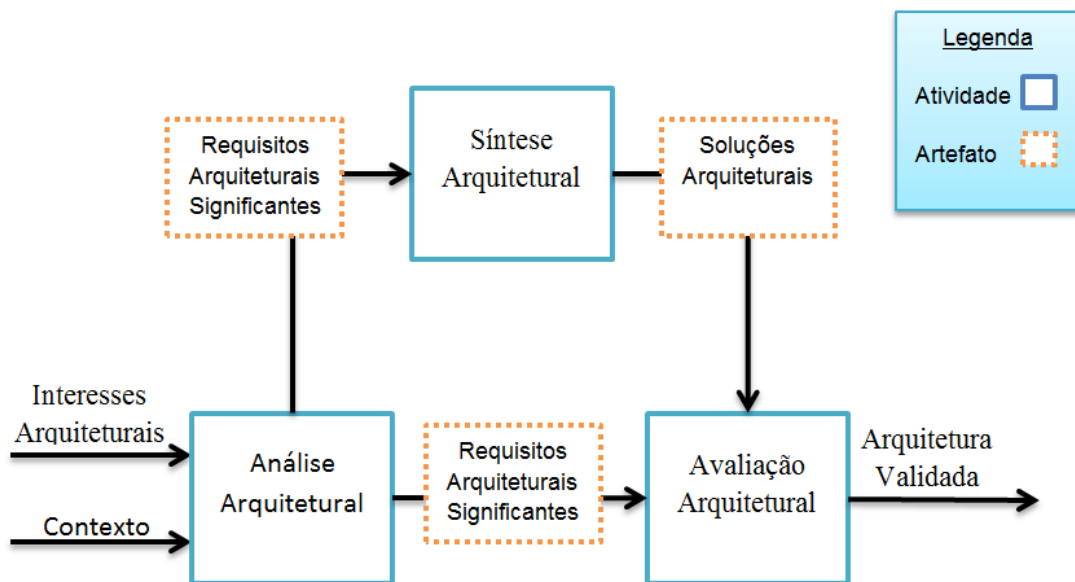 Legenda
Atividade
Artefato
Requisitos
Arquiteturais
Significantes
Síntese
Arquitetural
Soluções
Arquiteturais
Interesses
Arquiteturais
Contexto
Análise
Arquitetural
Requisitos
Arquiteturais
Significantes
Avaliação
Arquitetural
Arquitetura
Validada